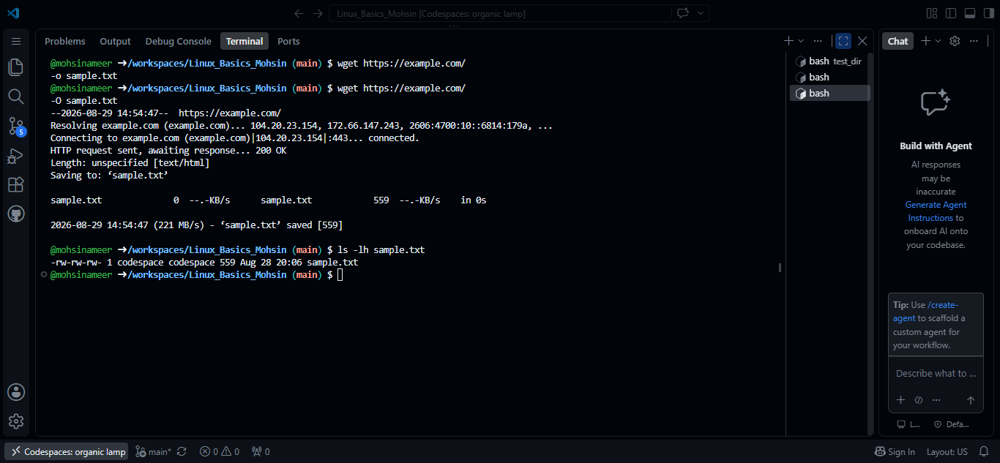 Linux_Basics_Mohsin [Codespaces: organic lamp]
Problems Output Debug Console Terminal Ports
@mohsinameer ➜/workspaces/Linux_Basics_Mohsin (main) $ wget https://example.com/
-o sample.txt
@mohsinameer ➜/workspaces/Linux_Basics_Mohsin (main) $ wget https://example.com/
-O sample.txt
--2026-08-29 14:54:47--  https://example.com/
Resolving example.com (example.com)... 104.20.23.154, 172.66.147.243, 2606:4700:10::6814:179a, ...
Connecting to example.com (example.com)|104.20.23.154|:443... connected.
HTTP request sent, awaiting response... 200 OK
Length: unspecified [text/html]
Saving to: ‘sample.txt’
sample.txt              0  --.-KB/s      sample.txt            559  --.-KB/s    in 0s
2026-08-29 14:54:47 (221 MB/s) - ‘sample.txt’ saved [559]
@mohsinameer ➜/workspaces/Linux_Basics_Mohsin (main) $ ls -lh sample.txt
-rw-rw-rw- 1 codespace codespace 559 Aug 28 20:06 sample.txt
@mohsinameer ➜/workspaces/Linux_Basics_Mohsin (main) $
bash test_dir
bash
bash
5
Chat
Build with Agent
AI responses
may be
inaccurate
Generate Agent
Instructions to
onboard AI onto
your codebase.
Tip: Use /create-
agent to scaffold a
custom agent for
your workflow.
Describe what to ...
L... Defa...
Codespaces: organic lamp main* 0 0 0 Sign In Layout: US